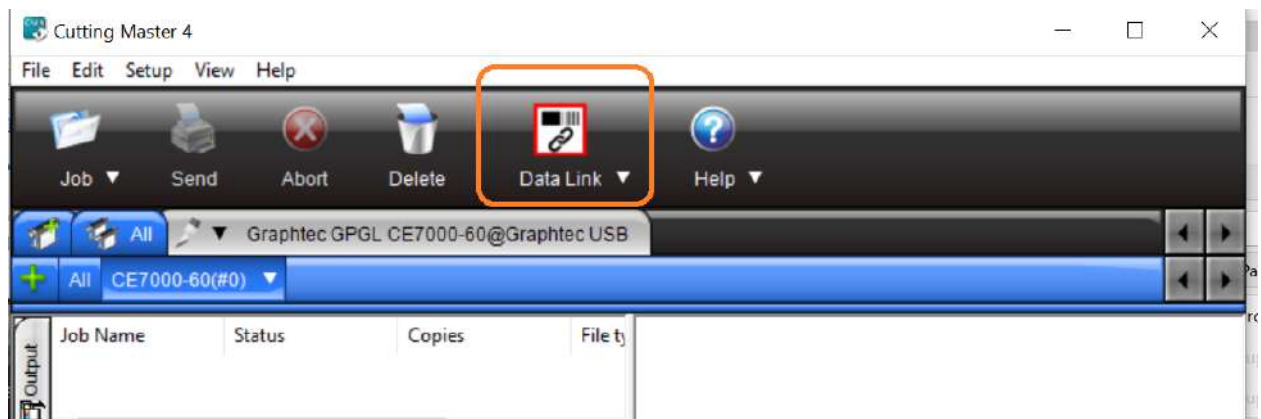 Cutting Master 4
File Edit Setup View Help
Job Send Abort Delete Data Link Help
All Graphtec GPGL CE7000-60@Graphtec USB
All CE7000-60(#0)
Job Name Status Copies File ty
Output